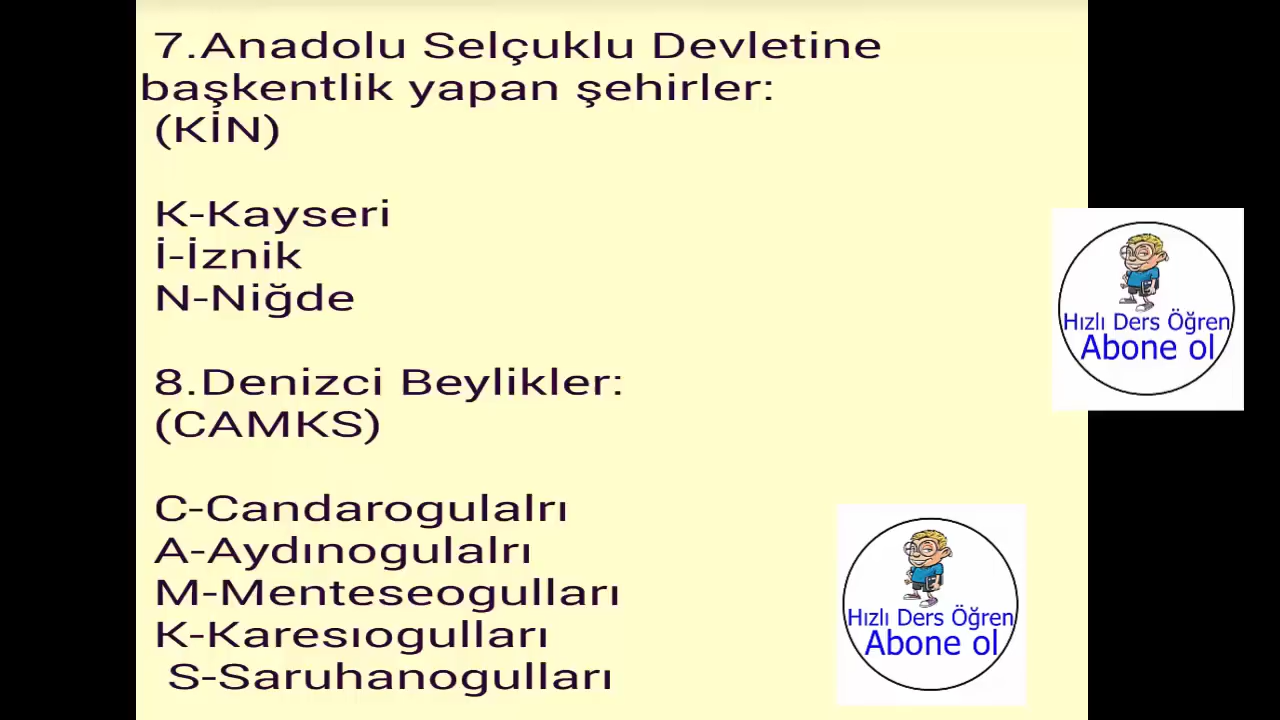 7.Anadolu Selçuklu Devletine
başkentlik yapan şehirler:
(KİN)
K-Kayseri
İ-İznik
N-Niğde
8.Denizci Beylikler:
(CAMKS)
C-Candarogulalrı
A-Aydınogulalrı
M-Menteseogulları
K-Karesıogulları
S-Saruhanogulları
Hızlı Ders Öğren
Abone ol
Hızlı Ders Öğren
Abone ol